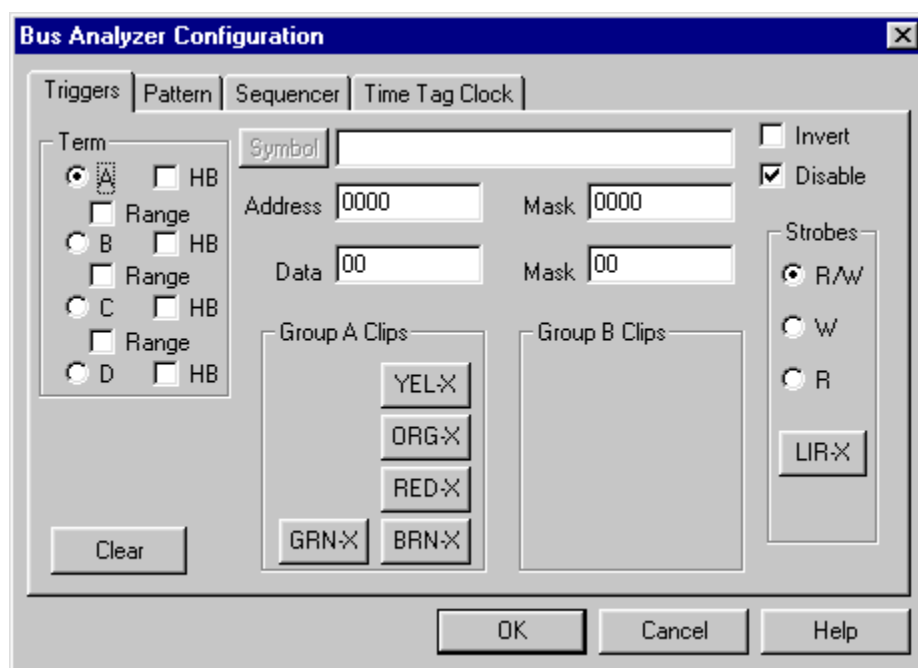 Bus Analyzer Configuration
Triggers Pattern Sequencer Time Tag Clock
Term
A HB
Range
B HB
Range
C HB
Range
D HB
Clear
Symbol
Address 0000 Mask 0000
Data 00 Mask 00
Group A Clips
YEL-X
ORG-X
RED-X
GRN-X BRN-X
Group B Clips
Invert
Disable
Strobes
R/W
W
R
LIR-X
OK Cancel Help